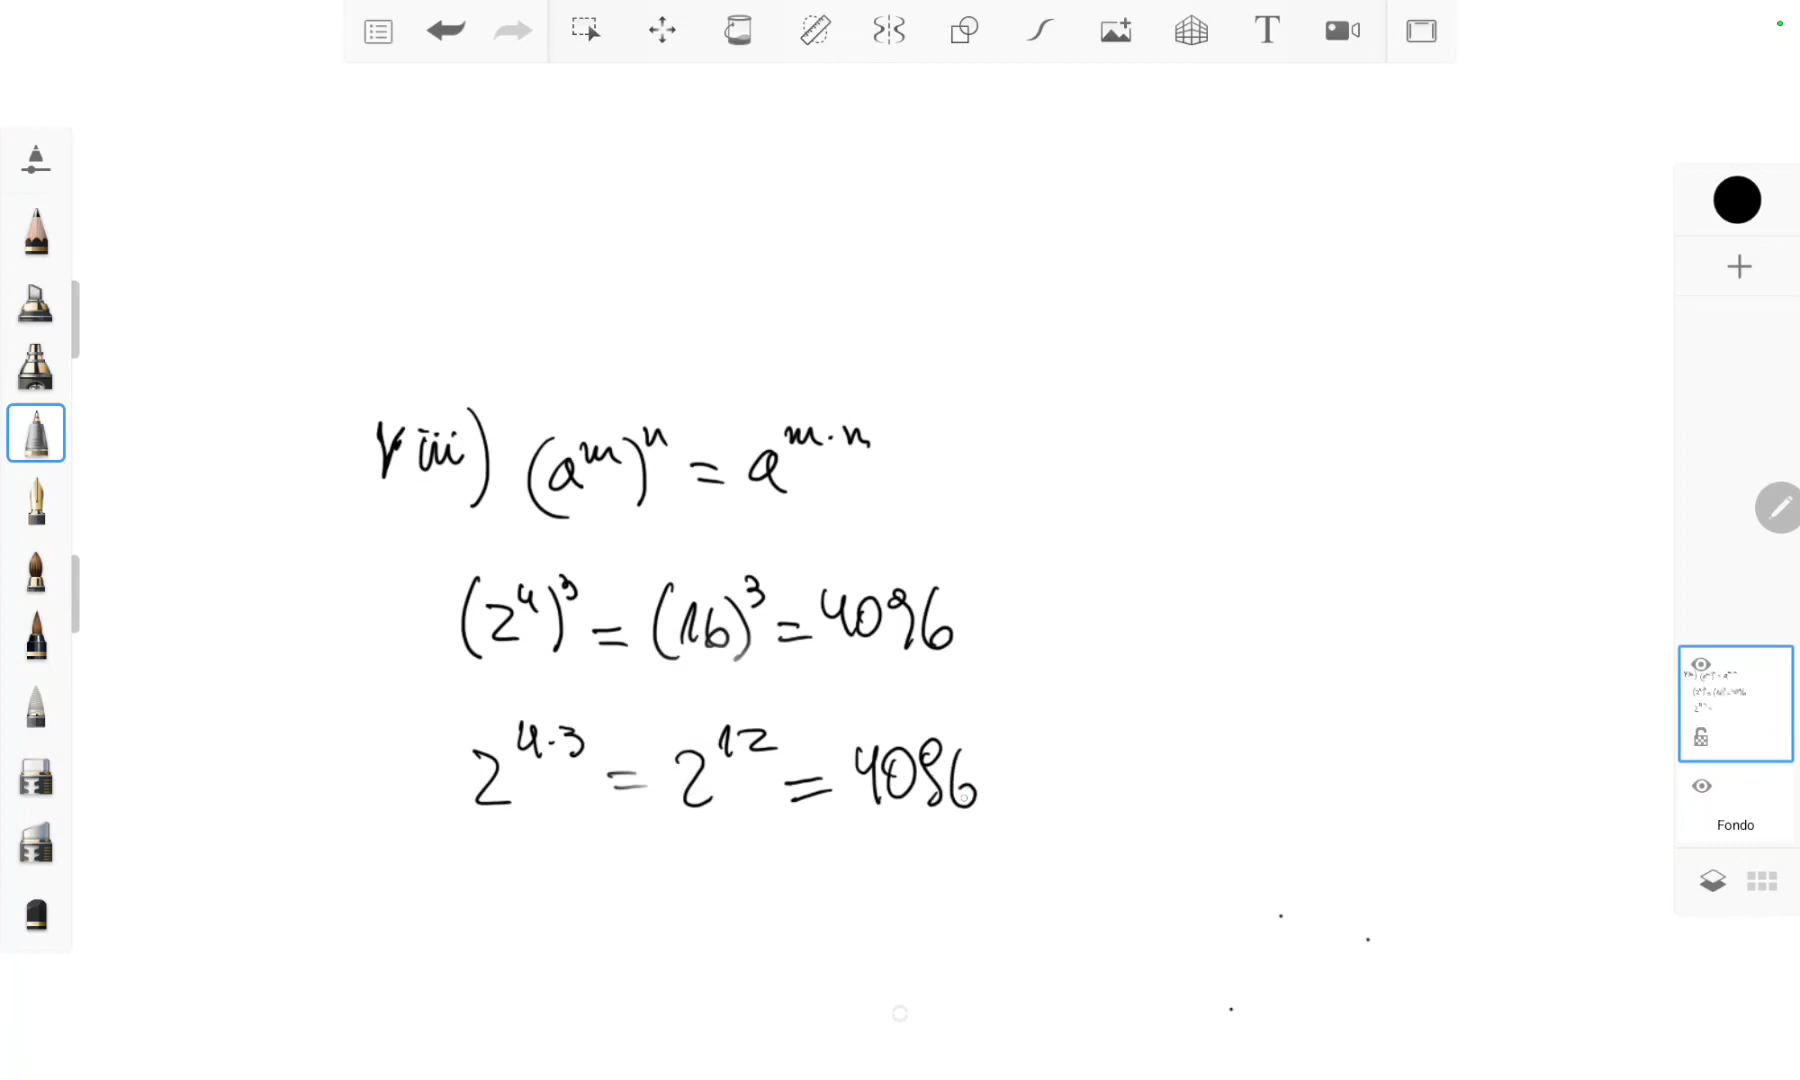 viii) (a^m)^n = a^{m·n}
(2^4)^3 = (16)^3 = 4096
2^{4·3} = 2^{12} = 4096
Fondo